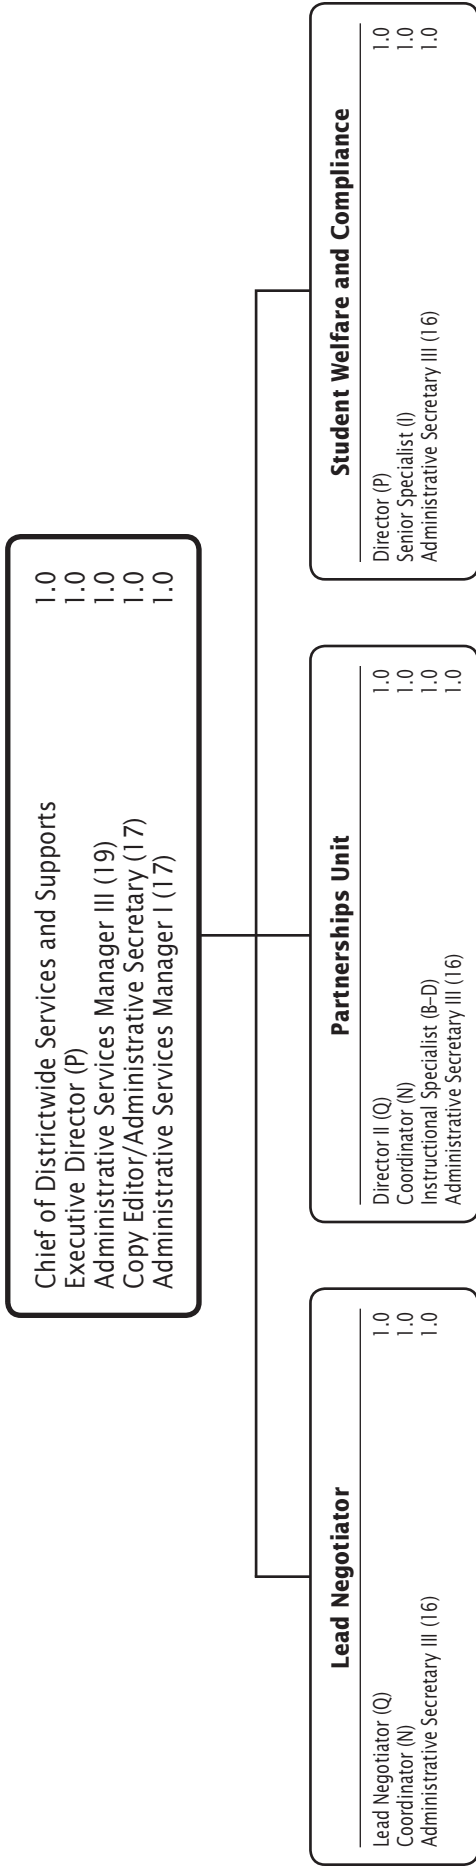 Chief of Districtwide Services and Supports 1.0
Executive Director (P) 1.0
Administrative Services Manager III (19) 1.0
Copy Editor/Administrative Secretary (17) 1.0
Administrative Services Manager I (17) 1.0
Lead Negotiator
Lead Negotiator (Q) 1.0
Coordinator (N) 1.0
Administrative Secretary III (16) 1.0
Partnerships Unit
Director II (Q) 1.0
Coordinator (N) 1.0
Instructional Specialist (B–D) 1.0
Administrative Secretary III (16) 1.0
Student Welfare and Compliance
Director (P) 1.0
Senior Specialist (I) 1.0
Administrative Secretary III (16) 1.0